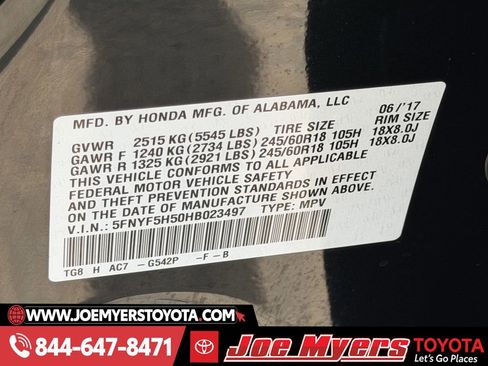 MFD. BY HONDA MFG. OF ALABAMA, LLC 06/'17
GVWR 2515 KG (5545 LBS) TIRE SIZE RIM SIZE
GAWR F 1240 KG (2734 LBS) 245/60R18 105H 18X8.0J
GAWR R 1325 KG (2921 LBS) 245/60R18 105H 18X8.0J
THIS VEHICLE CONFORMS TO ALL APPLICABLE
FEDERAL MOTOR VEHICLE SAFETY, BUMPER,
AND THEFT PREVENTION STANDARDS IN EFFECT
ON THE DATE OF MANUFACTURE SHOWN ABOVE.
V.I.N.: 5FNYF5H50HB023497 TYPE: MPV
TG8 H AC7 -G542P -F-B
WWW.JOEMYERSTOYOTA.COM
844-647-8471
Joe Myers TOYOTA
Let's Go Places